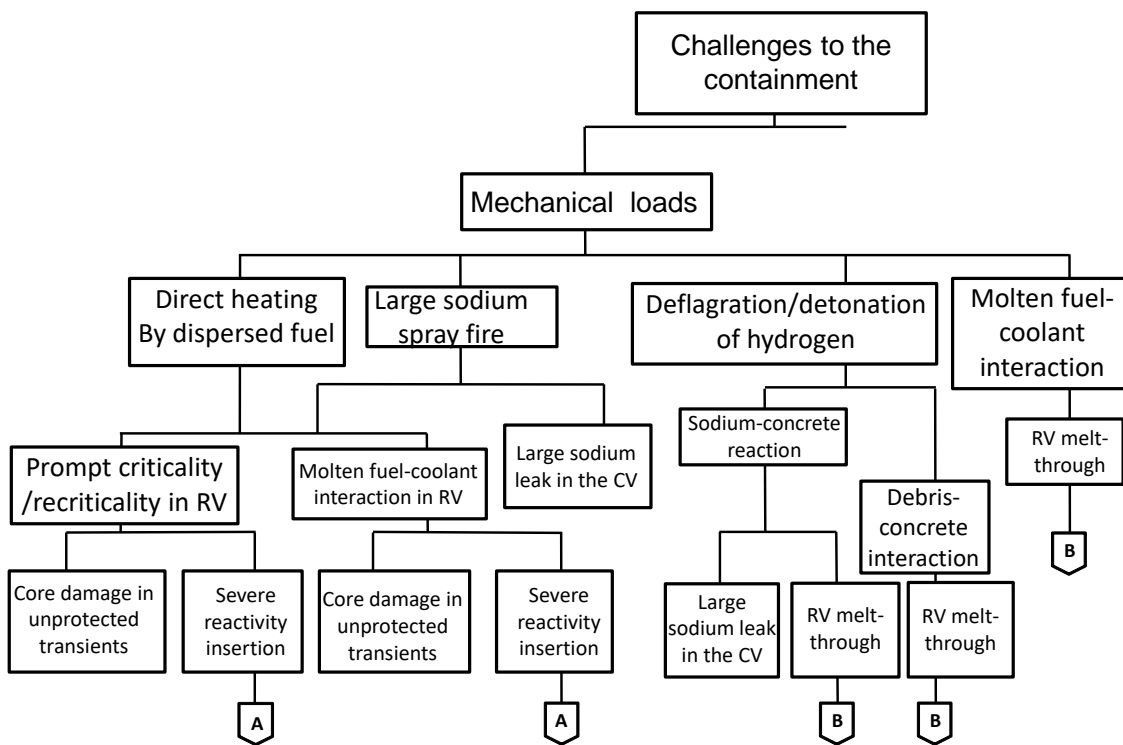 Challenges to the
containment
Mechanical loads
Direct heating
By dispersed fuel
Large sodium
spray fire
Deflagration/detonation
of hydrogen
Molten fuel-
coolant
interaction
Prompt criticality
/recriticality in RV
Molten fuel-coolant
interaction in RV
Large sodium
leak in the CV
Sodium-concrete
reaction
Debris-
concrete
interaction
RV melt-
through
B
Core damage in
unprotected
transients
Severe
reactivity
insertion
Core damage in
unprotected
transients
Severe
reactivity
insertion
Large
sodium leak
in the CV
RV melt-
through
RV melt-
through
A
A
B
B